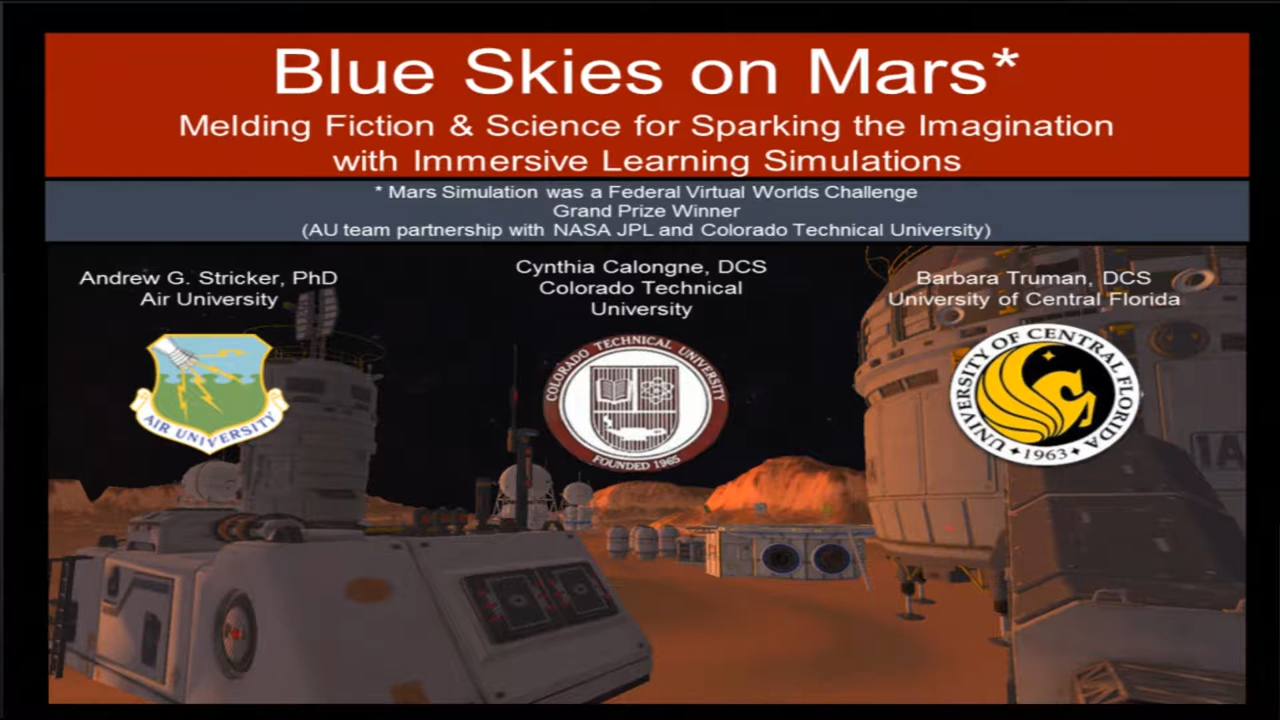 Blue Skies on Mars*
Melding Fiction & Science for Sparking the Imagination
with Immersive Learning Simulations
* Mars Simulation was a Federal Virtual Worlds Challenge
Grand Prize Winner
(AU team partnership with NASA JPL and Colorado Technical University)
Andrew G. Stricker, PhD
Air University
Cynthia Calongne, DCS
Colorado Technical
University
Barbara Truman, DCS
University of Central Florida
AIR UNIVERSITY
COLORADO TECHNICAL UNIVERSITY
FOUNDED 1965
UNIVERSITY OF CENTRAL FLORIDA
1963